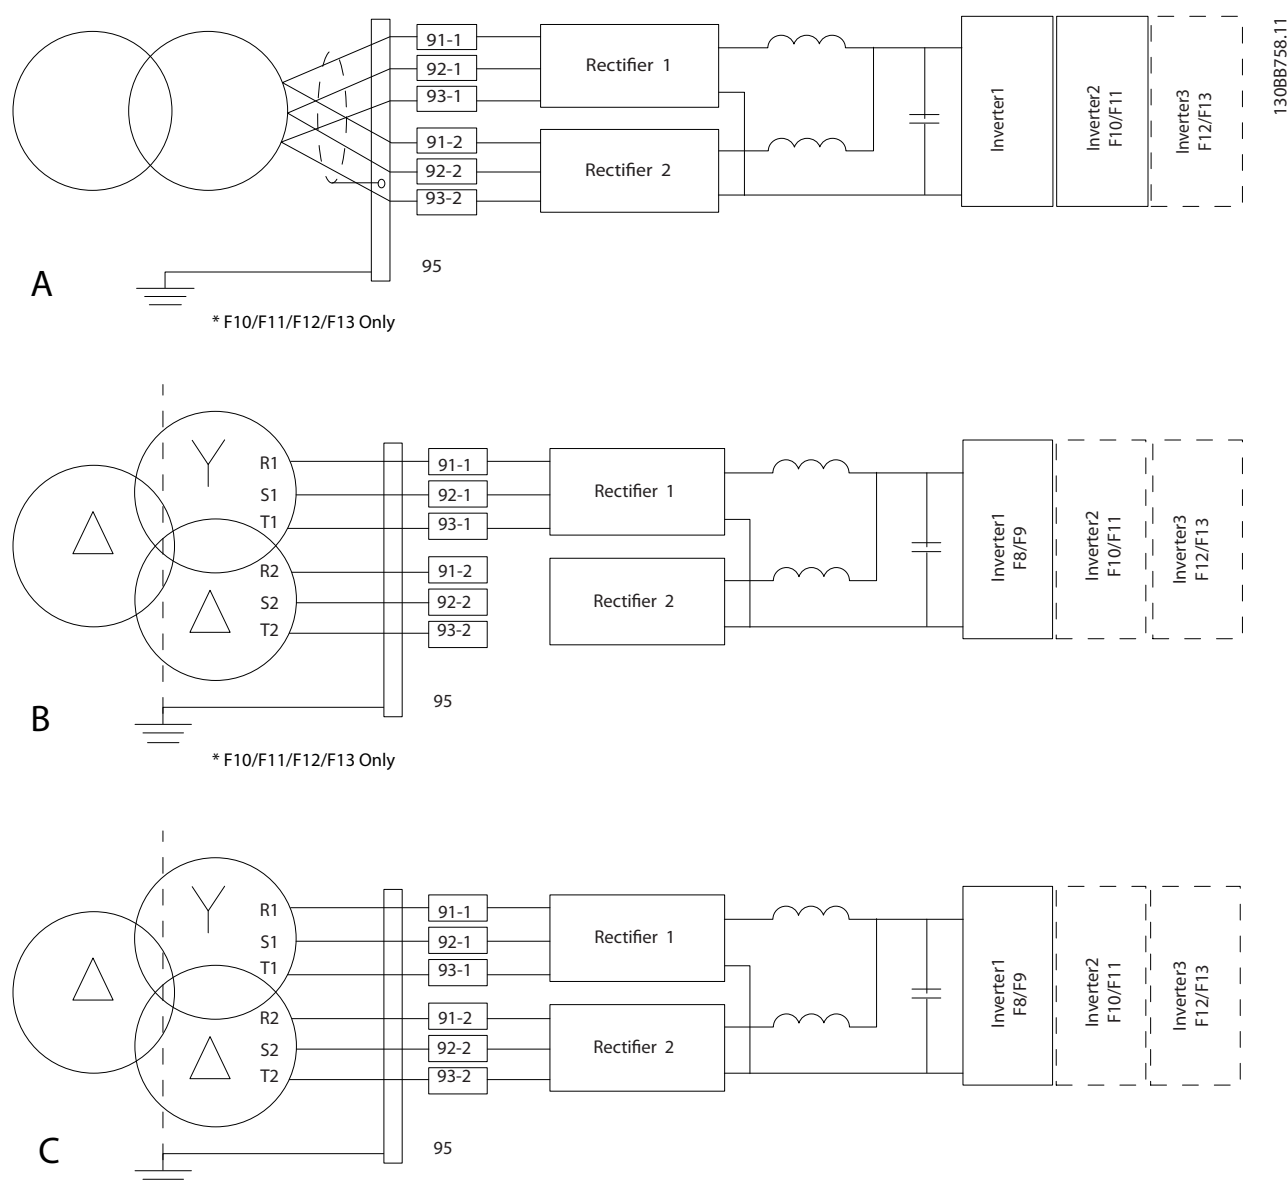 130BB758.11
91-1
92-1
93-1
91-2
92-2
93-2
Rectifier 1
Rectifier 2
Inverter1
Inverter2
F10/F11
Inverter3
F12/F13
95
A
* F10/F11/F12/F13 Only
R1
S1
T1
R2
S2
T2
91-1
92-1
93-1
91-2
92-2
93-2
Rectifier 1
Rectifier 2
Inverter1
F8/F9
Inverter2
F10/F11
Inverter3
F12/F13
95
B
* F10/F11/F12/F13 Only
R1
S1
T1
R2
S2
T2
91-1
92-1
93-1
91-2
92-2
93-2
Rectifier 1
Rectifier 2
Inverter1
F8/F9
Inverter2
F10/F11
Inverter3
F12/F13
95
C